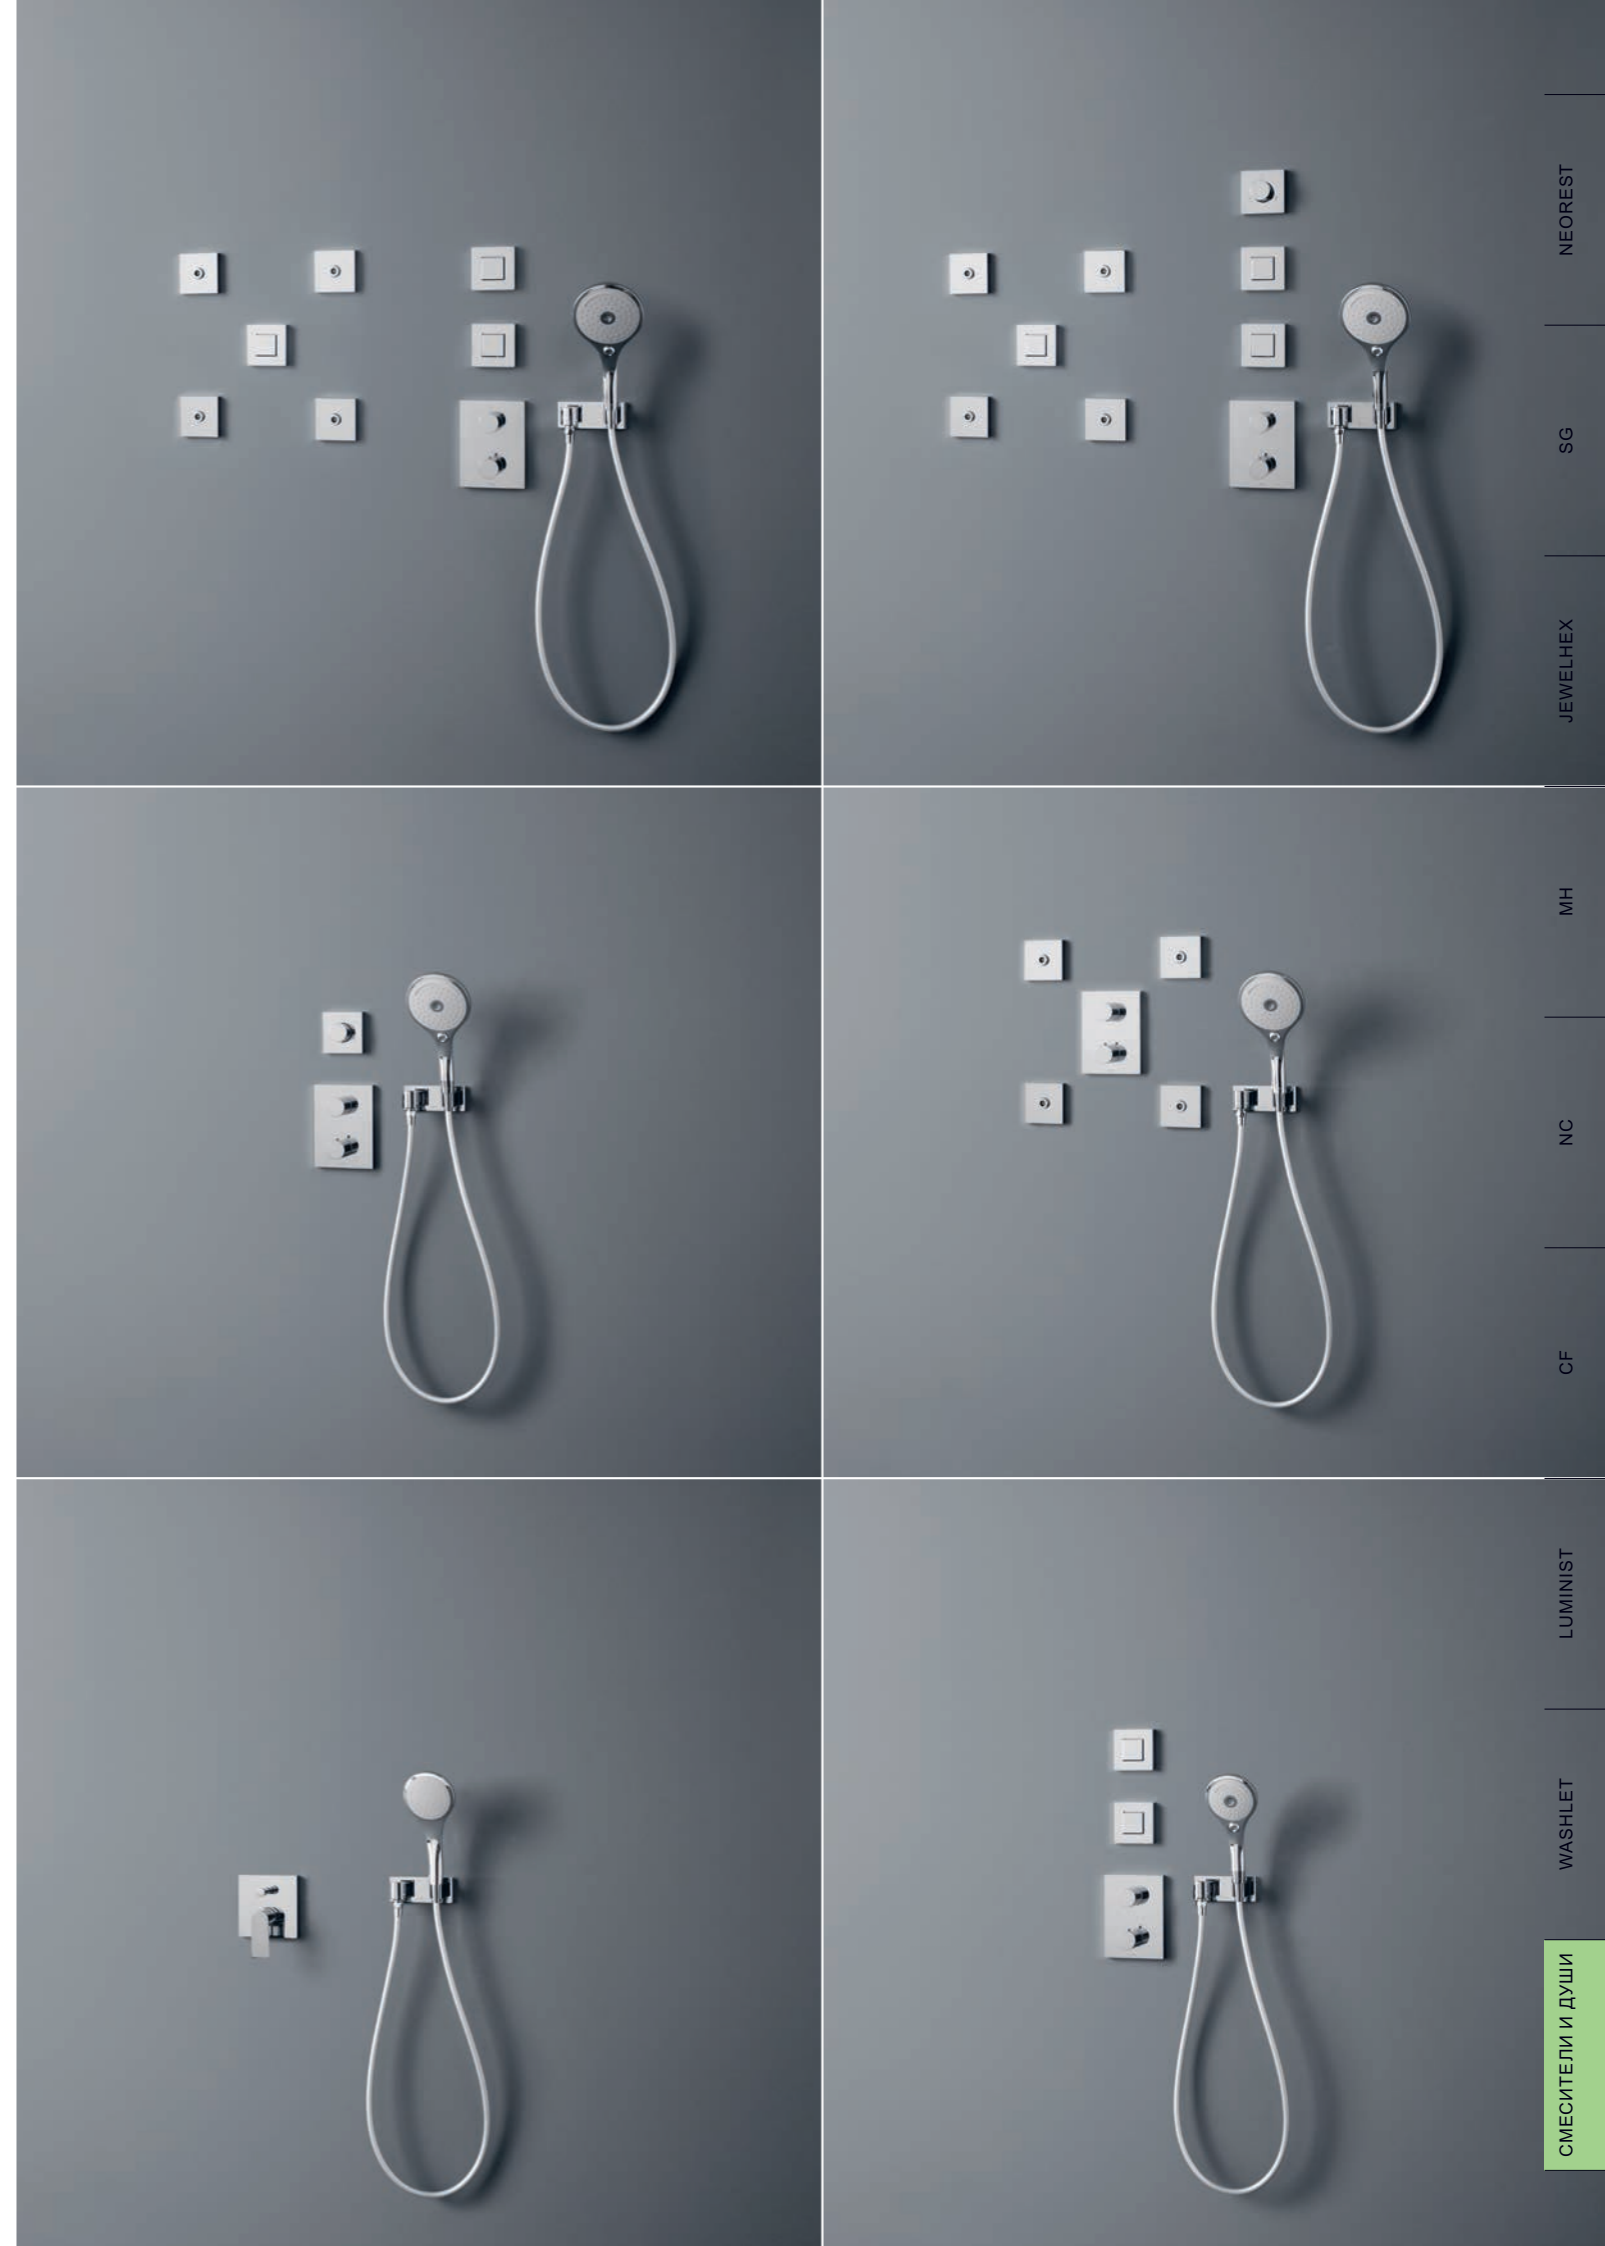 NEOREST
SG
JEWELHEX
MH
NC
CF
LUMINIST
WASHLET
СМЕСИТЕЛИ И ДУШИ